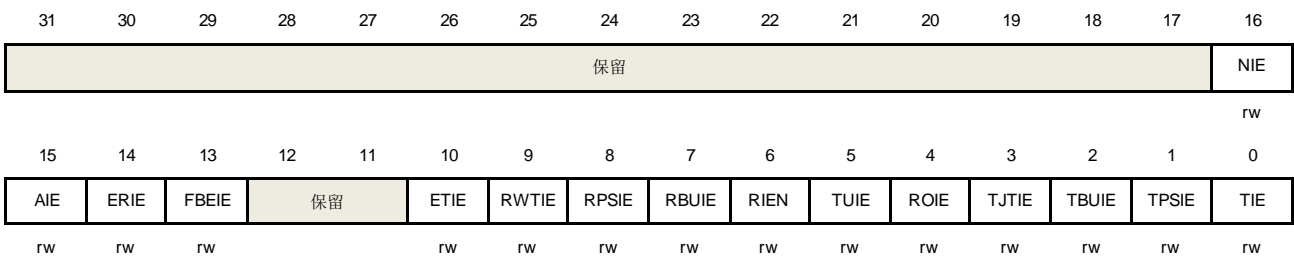 31 30 29 28 27 26 25 24 23 22 21 20 19 18 17 16
保留 NIE
rw
15 14 13 12 11 10 9 8 7 6 5 4 3 2 1 0
AIE ERIE FBEIE 保留 ETIE RWTIE RPSIE RBUIE RIEN TUIE ROIE TJTIE TBUIE TPSIE TIE
rw rw rw rw rw rw rw rw rw rw rw rw rw rw